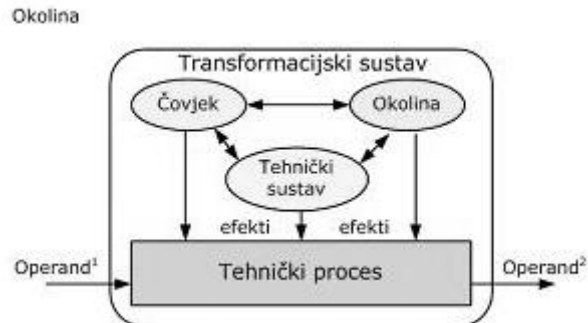 Okolina
Transformacijski sustav
Čovjek
Okolina
Tehnički
sustav
efekti
efekti
Operand¹
Tehnički proces
Operand²